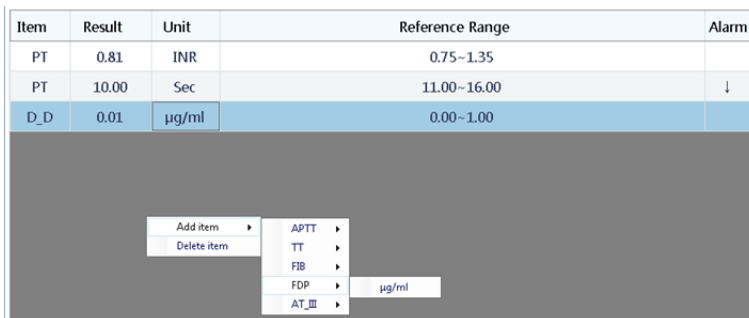 Item Result Unit Reference Range Alarm
PT 0.81 INR 0.75~1.35
PT 10.00 Sec 11.00~16.00 ↓
D_D 0.01 µg/ml 0.00~1.00
Add item
Delete item
APTT
TT
FIB
FDP
AT_Ⅲ
µg/ml